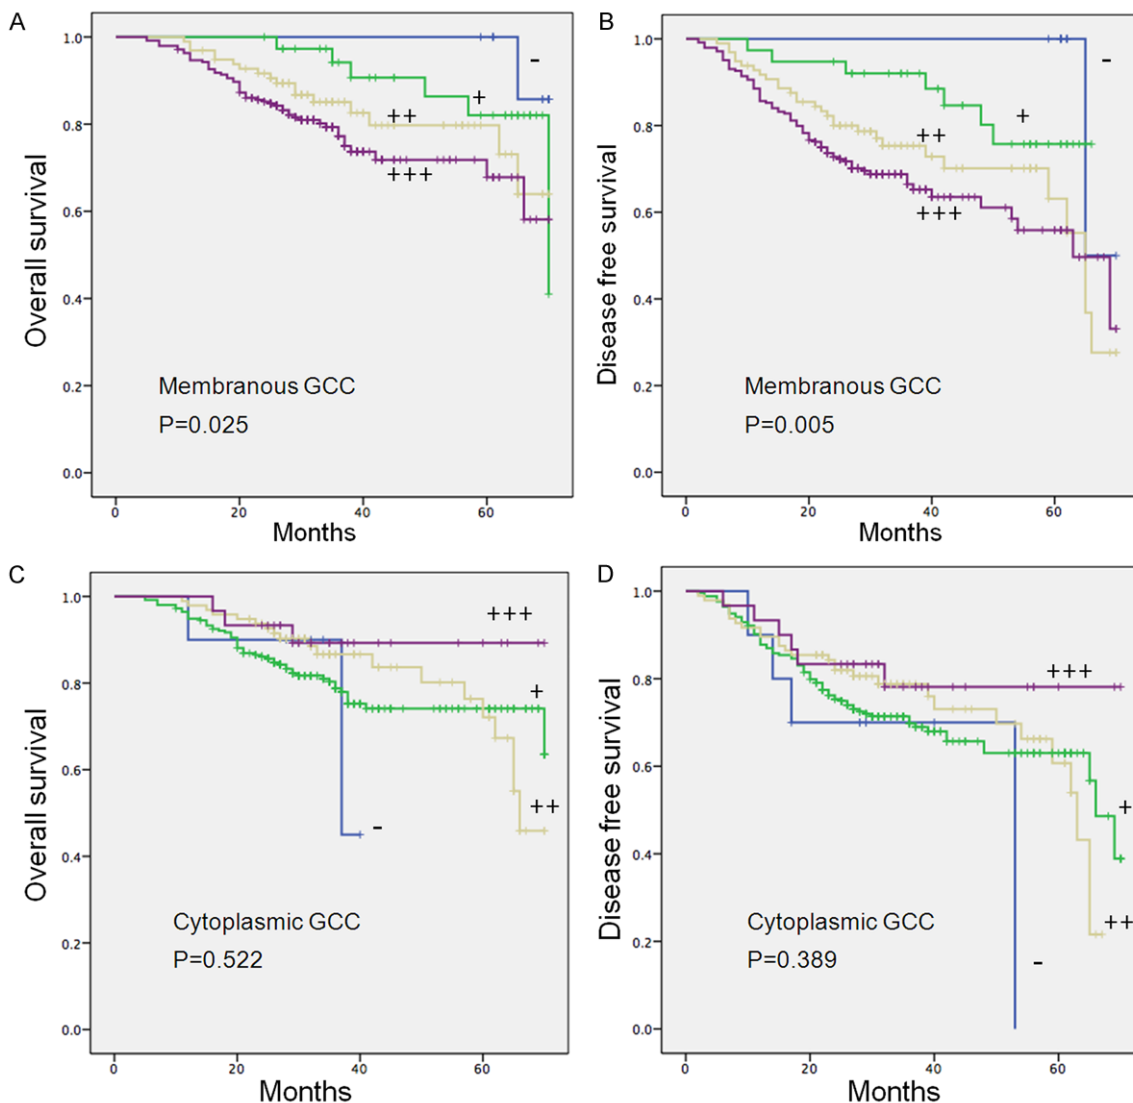 A
Overall survival
1.0
0.8
0.6
0.4
0.2
0.0
-
+
++
+++
Membranous GCC
P=0.025
0 20 40 60
Months
B
Disease free survival
1.0
0.8
0.6
0.4
0.2
0.0
-
+
++
+++
Membranous GCC
P=0.005
0 20 40 60
Months
C
Overall survival
1.0
0.8
0.6
0.4
0.2
0.0
+++
+
++
-
Cytoplasmic GCC
P=0.522
0 20 40 60
Months
D
Disease free survival
1.0
0.8
0.6
0.4
0.2
0.0
+++
+
++
-
Cytoplasmic GCC
P=0.389
0 20 40 60
Months